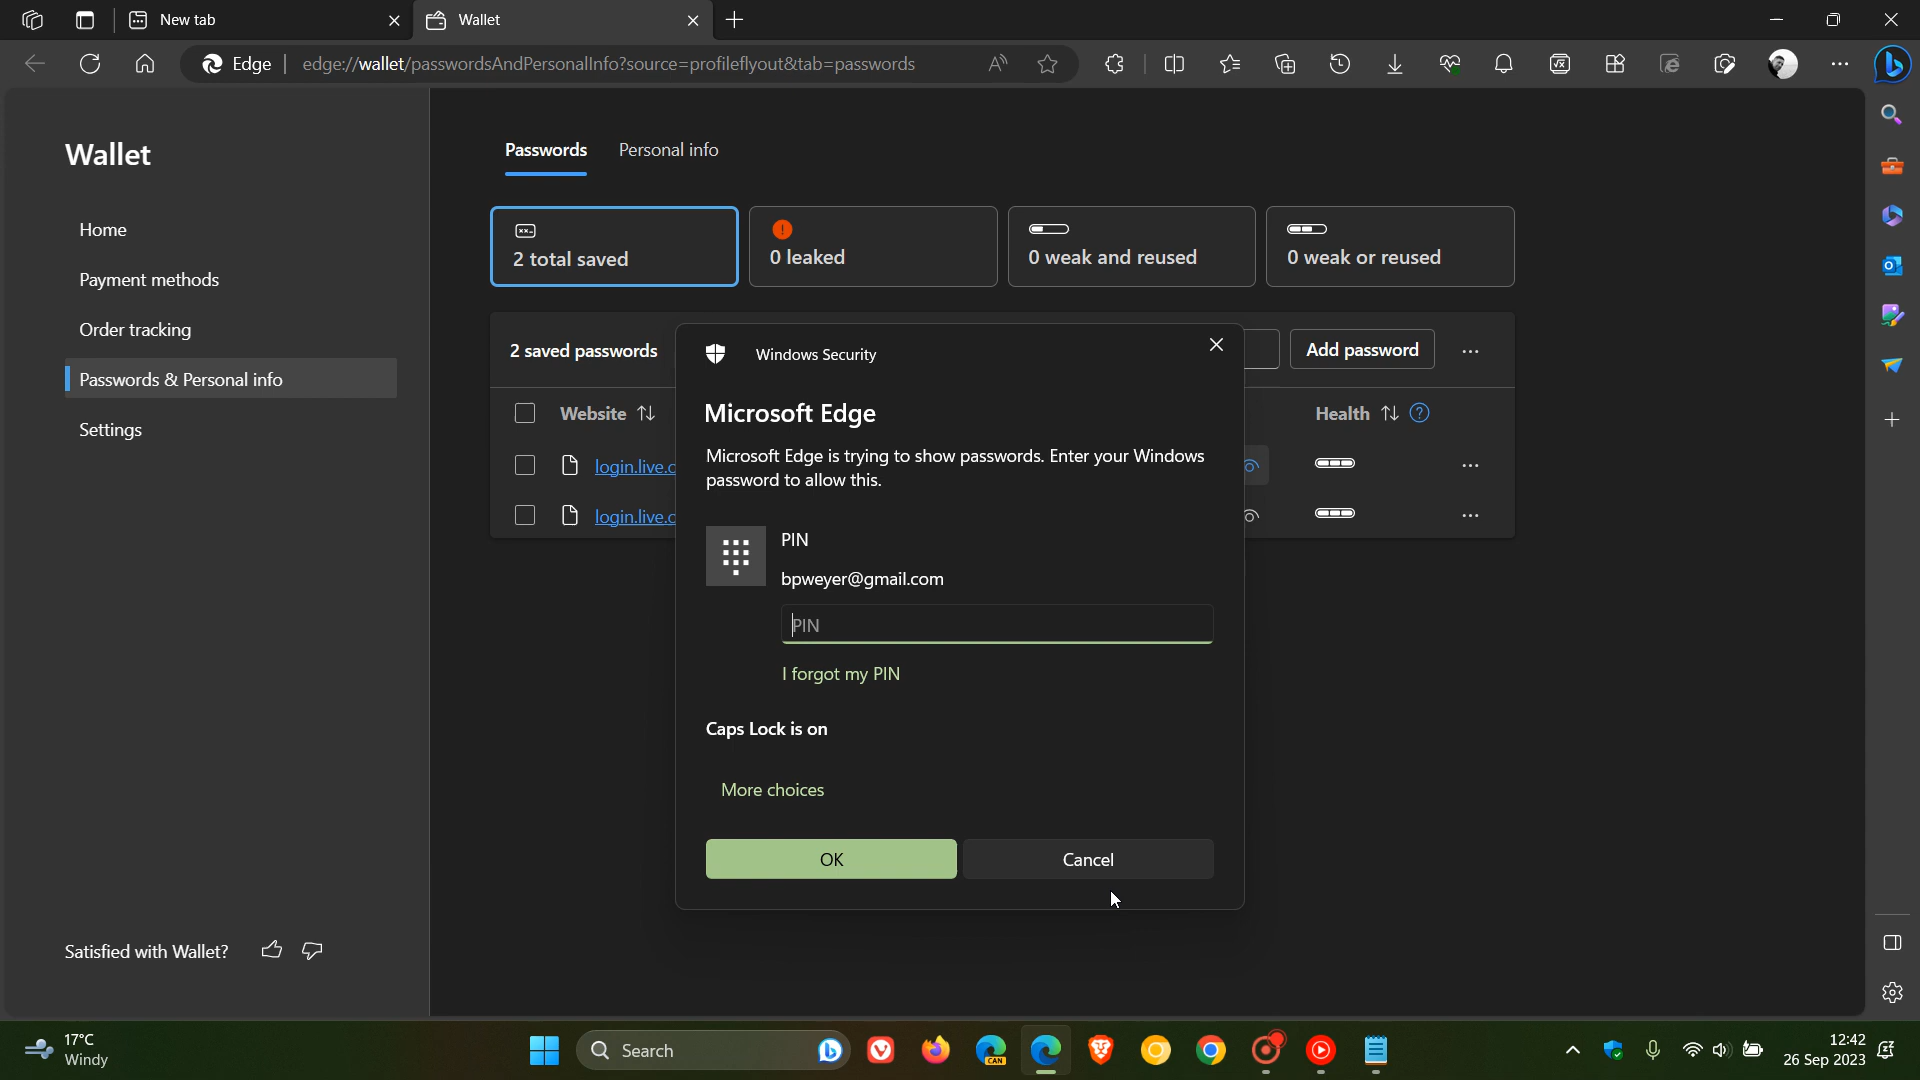 New tab
Wallet
Edge
edge://wallet/passwordsAndPersonalInfo?source=profileflyout&tab=passwords
Wallet
Home
Payment methods
Order tracking
Passwords & Personal info
Settings
Satisfied with Wallet?
Passwords
Personal info
2 total saved
0 leaked
0 weak and reused
0 weak or reused
2 saved passwords
Add password
Website
Health
login.live.c
login.live.c
Windows Security
Microsoft Edge
Microsoft Edge is trying to show passwords. Enter your Windows
password to allow this.
PIN
bpweyer@gmail.com
PIN
I forgot my PIN
Caps Lock is on
More choices
OK
Cancel
17°C
Windy
Search
CAN
12:42
26 Sep 2023